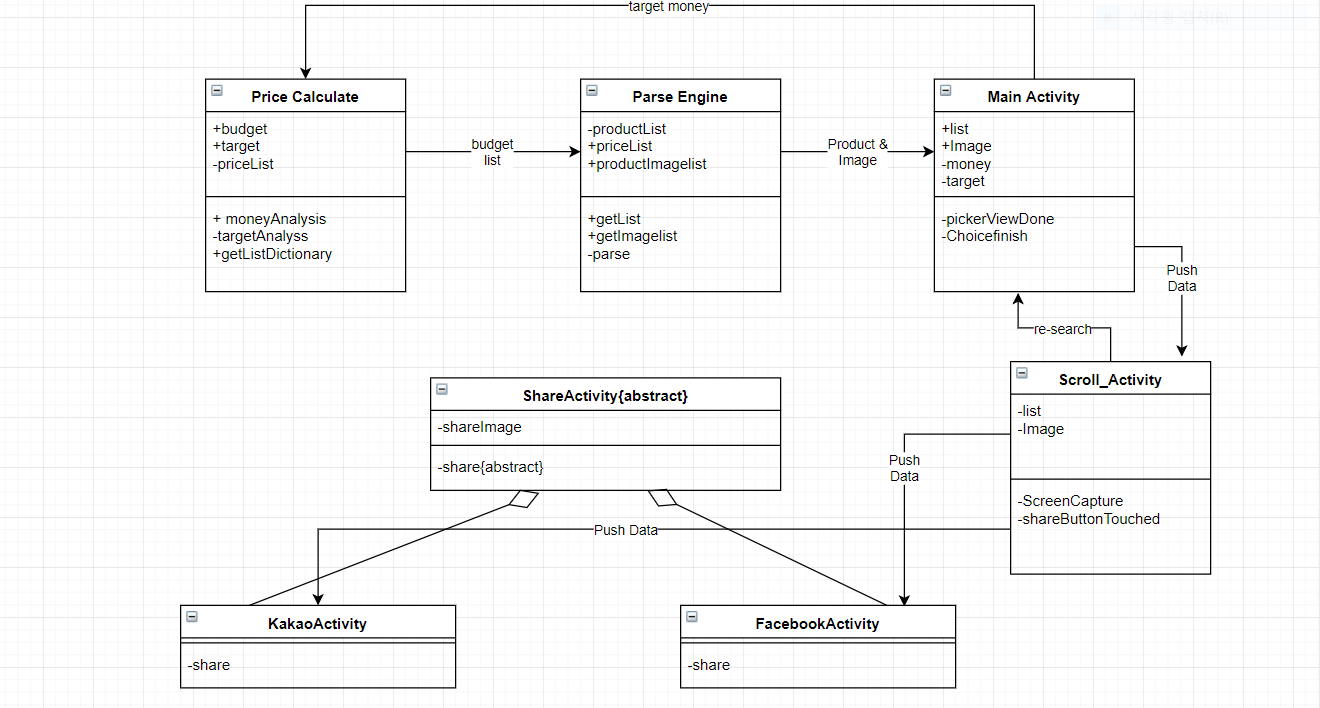 target money
Price Calculate
+budget
+target
-priceList
+ moneyAnalysis
-targetAnalyss
+getListDictionary
budget
list
Parse Engine
-productList
+priceList
+productImagelist
+getList
+getImagelist
-parse
Product &
Image
Main Activity
+list
+Image
-money
-target
-pickerViewDone
-Choicefinish
Push
Data
re-search
Scroll_Activity
-list
-Image
-ScreenCapture
-shareButtonTouched
ShareActivity{abstract}
-shareImage
-share{abstract}
Push
Data
Push Data
KakaoActivity
-share
FacebookActivity
-share